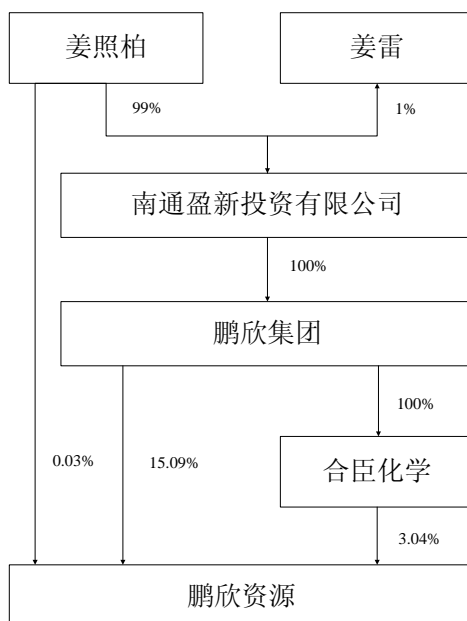 姜照柏
姜雷
99%
1%
南通盈新投资有限公司
100%
鹏欣集团
100%
0.03%
15.09%
合臣化学
3.04%
鹏欣资源